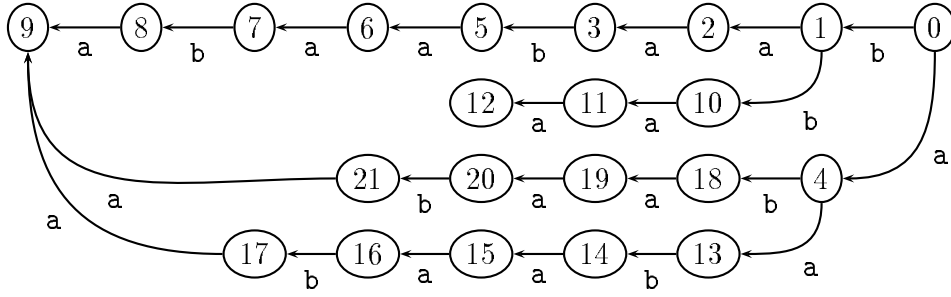 9 8 7 6 5 3 2 1 0
a b a a b a a b
12 11 10
a a b
21 20 19 18 4 a
a b a a b
a
17 16 15 14 13
b a a b a